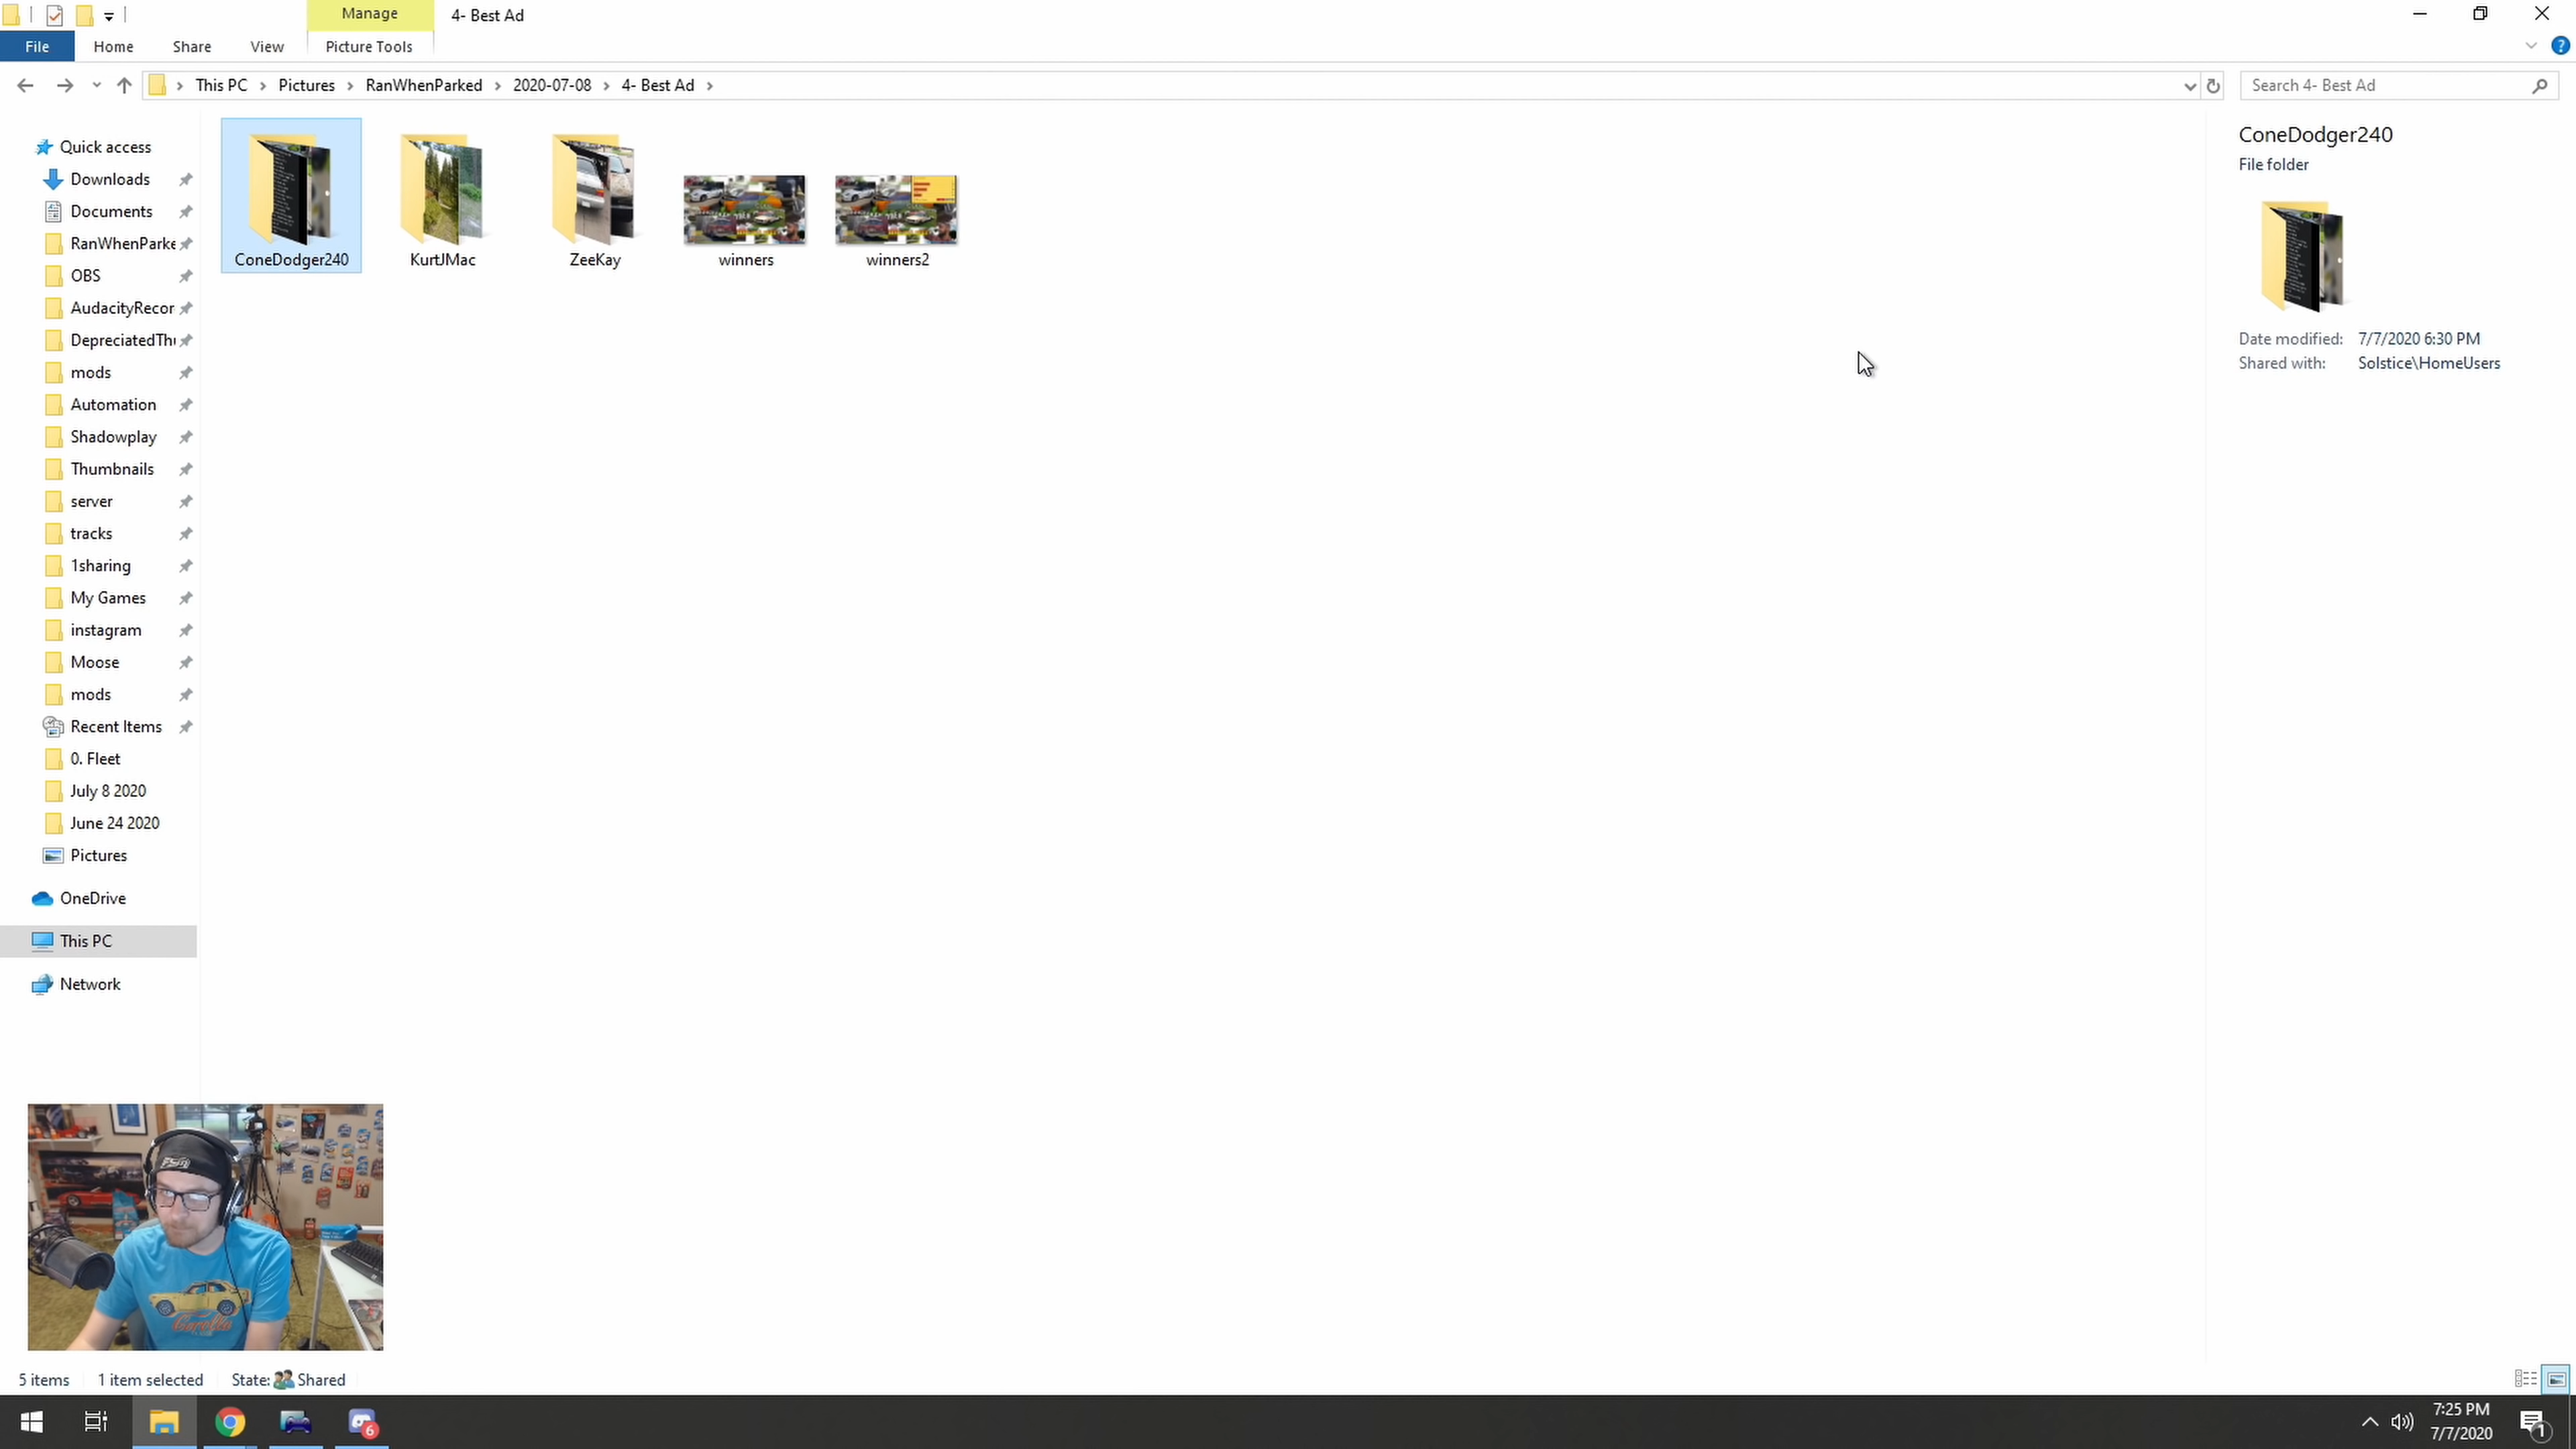 Manage
4- Best Ad
File
Home
Share
View
Picture Tools
This PC
Pictures
RanWhenParked
2020-07-08
4- Best Ad
Search 4- Best Ad
Quick access
Downloads
Documents
RanWhenParke
OBS
AudacityRecor
DepreciatedThu
mods
Automation
Shadowplay
Thumbnails
server
tracks
1sharing
My Games
instagram
Moose
mods
Recent Items
0. Fleet
July 8 2020
June 24 2020
Pictures
OneDrive
This PC
Network
ConeDodger240
KurtJMac
ZeeKay
winners
winners2
ConeDodger240
File folder
Date modified: 7/7/2020 6:30 PM
Shared with: Solstice\HomeUsers
Corolla
5 items
1 item selected
State: Shared
6
7:25 PM
7/7/2020
1